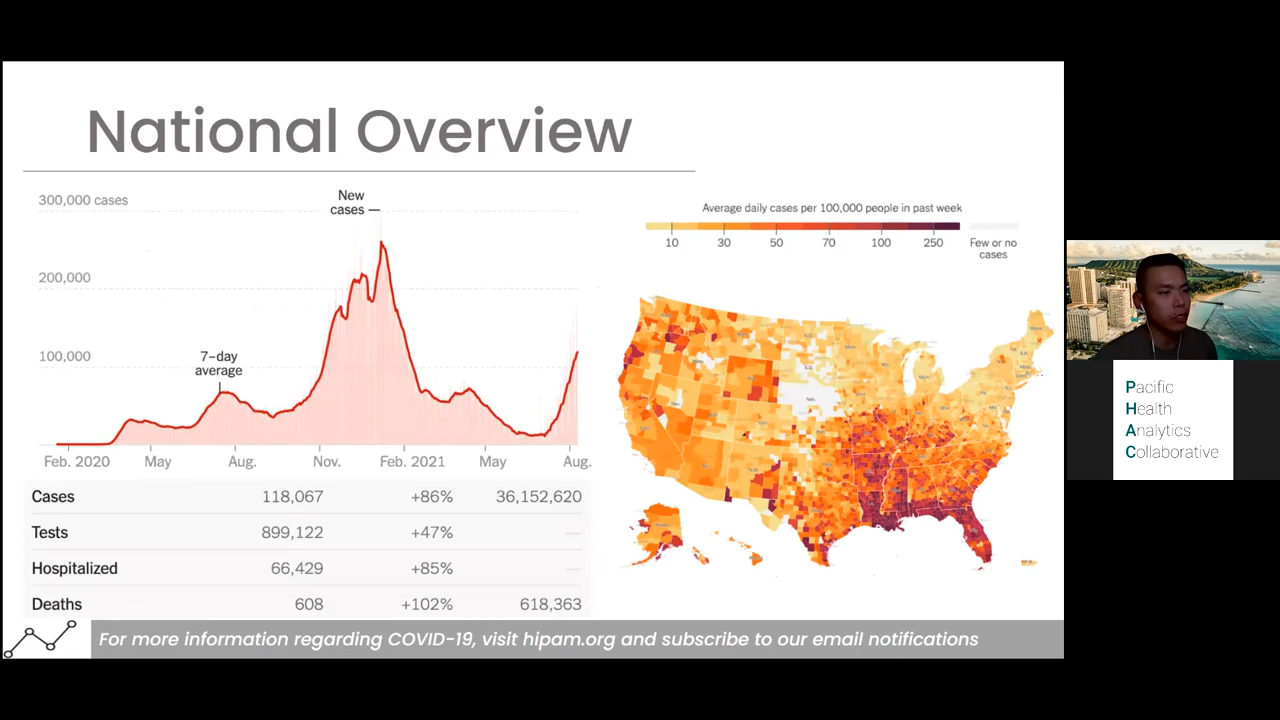 National Overview
300,000 cases
New
cases
200,000
7–day
average
100,000
Feb. 2020 May Aug. Nov. Feb. 2021 May Aug.
Cases 118,067 +86% 36,152,620
Tests 899,122 +47% —
Hospitalized 66,429 +85% —
Deaths 608 +102% 618,363
Average daily cases per 100,000 people in past week
10 30 50 70 100 250 Few or no
cases
For more information regarding COVID-19, visit hipam.org and subscribe to our email notifications
Pacific
Health
Analytics
Collaborative